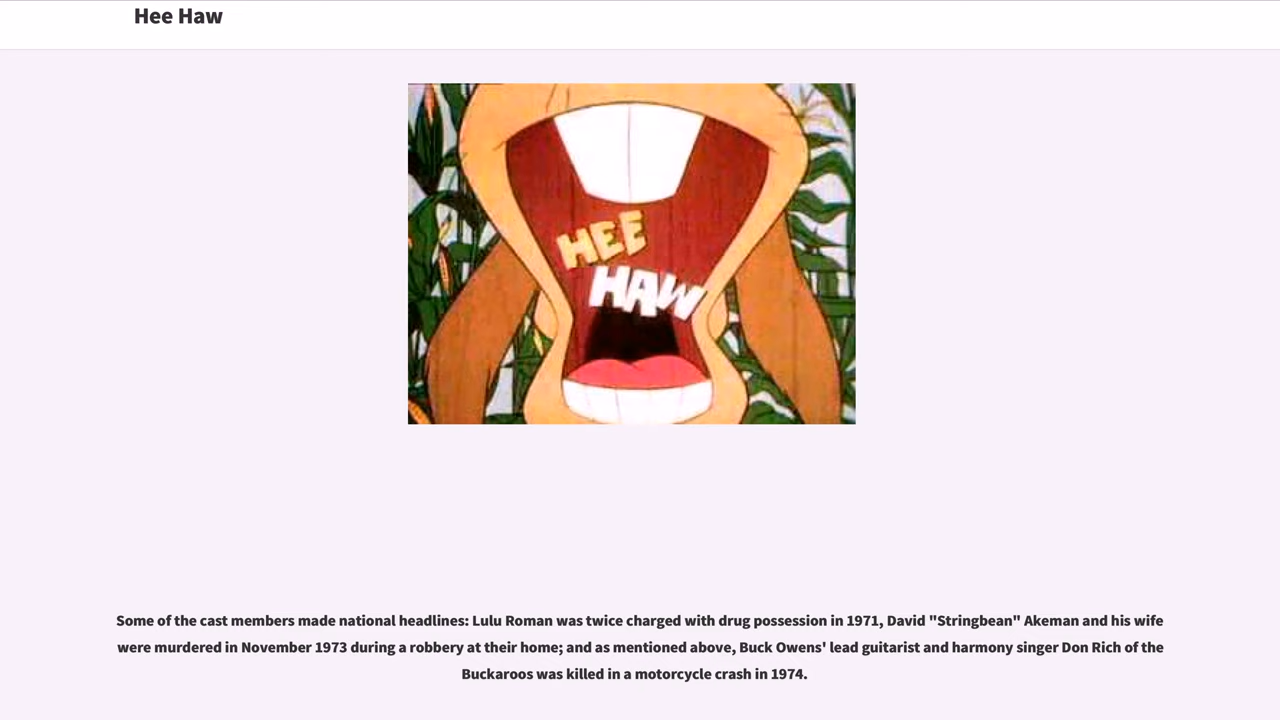 Hee Haw
HEE
HAW
Some of the cast members made national headlines: Lulu Roman was twice charged with drug possession in 1971, David "Stringbean" Akeman and his wife
were murdered in November 1973 during a robbery at their home; and as mentioned above, Buck Owens' lead guitarist and harmony singer Don Rich of the
Buckaroos was killed in a motorcycle crash in 1974.